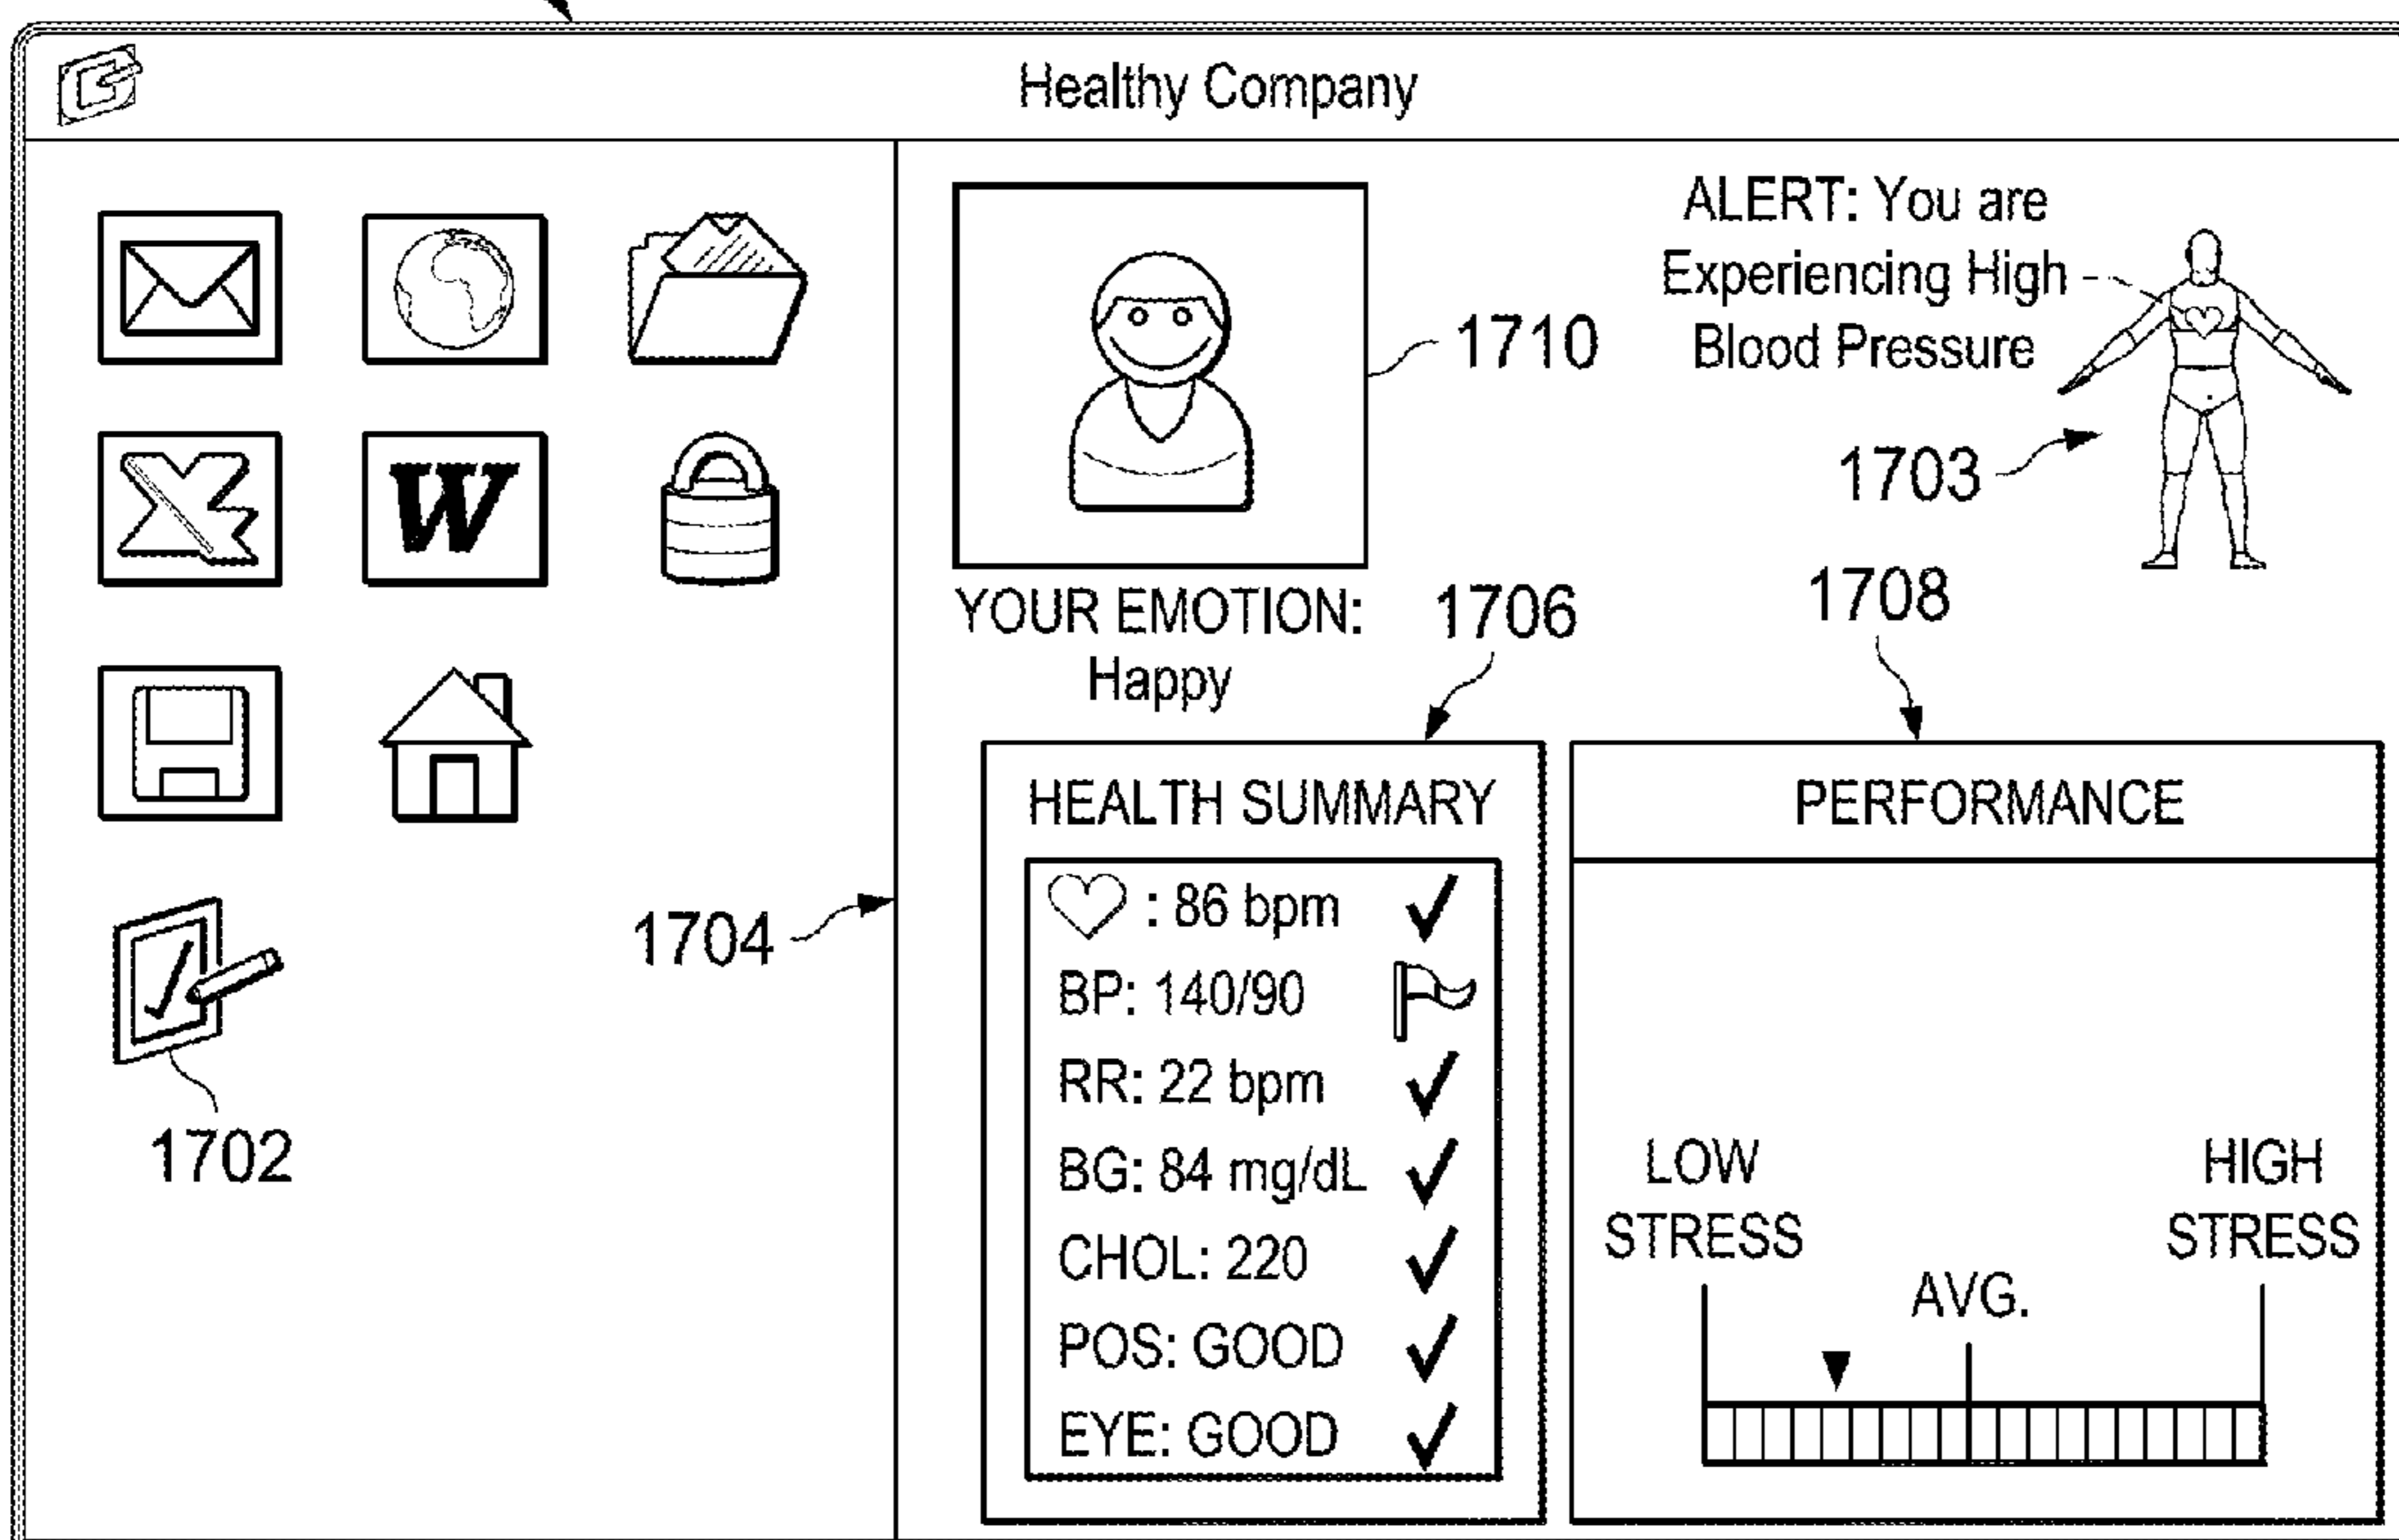 Healthy Company
ALERT: You are
Experiencing High
Blood Pressure
1710
1703
W
YOUR EMOTION:
Happy
1706
1708
HEALTH SUMMARY
: 86 bpm
BP: 140/90
RR: 22 bpm
BG: 84 mg/dL
CHOL: 220
POS: GOOD
EYE: GOOD
PERFORMANCE
LOW
STRESS
HIGH
STRESS
AVG.
1704
1702